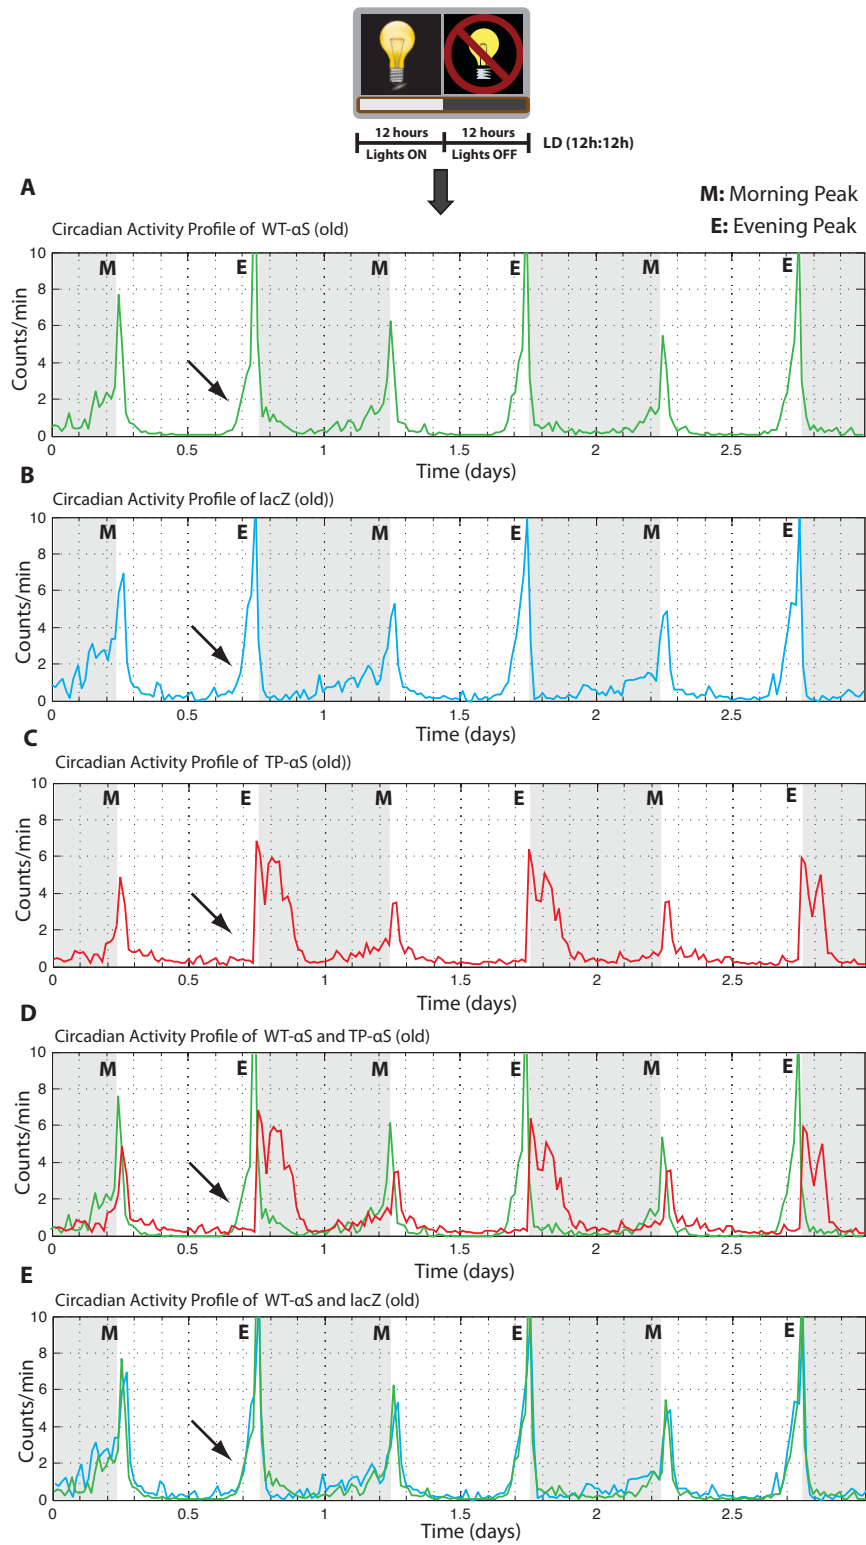 12 hours 12 hours
Lights ON Lights OFF
LD (12h:12h)
A
M: Morning Peak
E: Evening Peak
Circadian Activity Profile of WT-αS (old)
Counts/min
10
8
6
4
2
0
M E M E M E
0 0.5 1 1.5 2 2.5
Time (days)
B
Circadian Activity Profile of lacZ (old))
Counts/min
10
8
6
4
2
0
M E M E M E
0 0.5 1 1.5 2 2.5
Time (days)
C
Circadian Activity Profile of TP-αS (old))
Counts/min
10
8
6
4
2
0
M E M E M E
0 0.5 1 1.5 2 2.5
Time (days)
D
Circadian Activity Profile of WT-αS and TP-αS (old)
Counts/min
10
8
6
4
2
0
M E M E M E
0 0.5 1 1.5 2 2.5
Time (days)
E
Circadian Activity Profile of WT-αS and lacZ (old)
Counts/min
10
8
6
4
2
0
M E M E M E
0 0.5 1 1.5 2 2.5
Time (days)